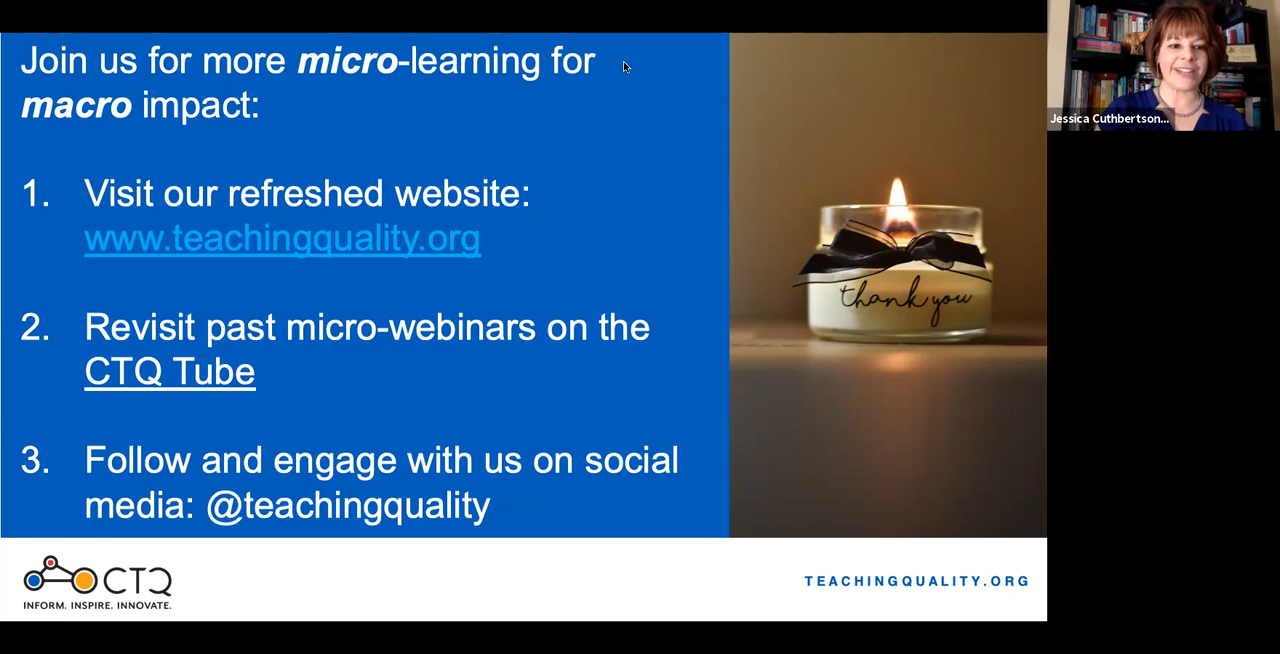 Join us for more micro-learning for
macro impact:
1. Visit our refreshed website:
www.teachingquality.org
2. Revisit past micro-webinars on the
CTQ Tube
3. Follow and engage with us on social
media: @teachingquality
thank you
CTQ
INFORM. INSPIRE. INNOVATE.
TEACHINGQUALITY.ORG
Jessica Cuthbertson...